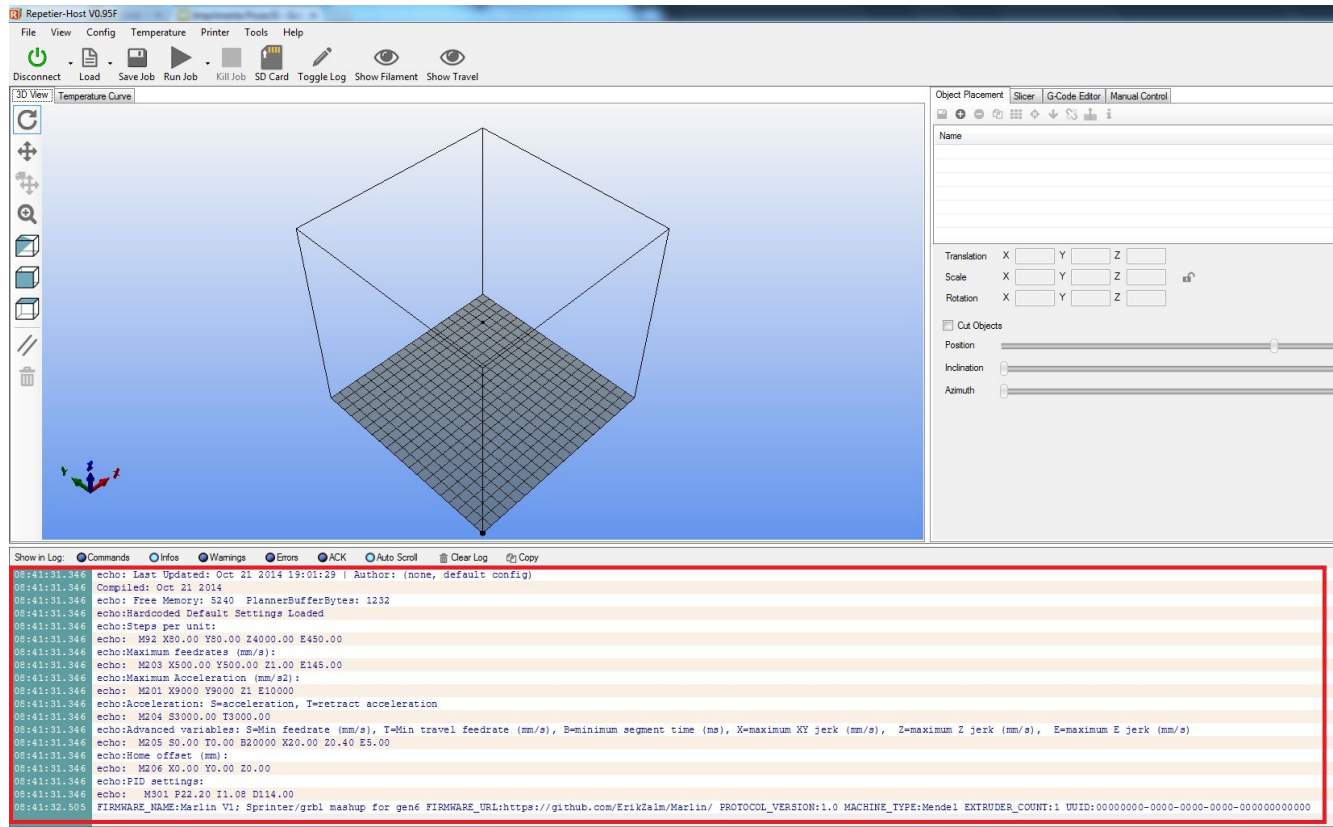 Repetier-Host V0.95F
File View Config Temperature Printer Tools Help
Disconnect Load Save Job Run Job Kill Job SD Card Toggle Log Show Filament Show Travel
3D View Temperature Curve
Object Placement Slicer G-Code Editor Manual Control
Name
Translation X Y Z
Scale X Y Z
Rotation X Y Z
Cut Objects
Position
Inclination
Azimuth
Y Z X
Show in Log: Commands Infos Warnings Errors ACK Auto Scroll Clear Log Copy
08:41:31.346 echo: Last Updated: Oct 21 2014 19:01:29 | Author: (none, default config)
08:41:31.346 Compiled: Oct 21 2014
08:41:31.346 echo: Free Memory: 5240 PlannerBufferBytes: 1232
08:41:31.346 echo:Hardcoded Default Settings Loaded
08:41:31.346 echo:Steps per unit:
08:41:31.346 echo: M92 X80.00 Y80.00 Z4000.00 E450.00
08:41:31.346 echo:Maximum feedrates (mm/s):
08:41:31.346 echo: M203 X500.00 Y500.00 Z1.00 E145.00
08:41:31.346 echo:Maximum Acceleration (mm/s2):
08:41:31.346 echo: M201 X9000 Y9000 Z1 E10000
08:41:31.346 echo:Acceleration: S=acceleration, T=retract acceleration
08:41:31.346 echo: M204 S3000.00 T3000.00
08:41:31.346 echo:Advanced variables: S=Min feedrate (mm/s), T=Min travel feedrate (mm/s), B=minimum segment time (ms), X=maximum XY jerk (mm/s), Z=maximum Z jerk (mm/s), E=maximum E jerk (mm/s)
08:41:31.346 echo: M205 S0.00 T0.00 B20000 X20.00 Z0.40 E5.00
08:41:31.346 echo:Home offset (mm):
08:41:31.346 echo: M206 X0.00 Y0.00 Z0.00
08:41:31.346 echo:PID settings:
08:41:31.346 echo: M301 P22.20 I1.08 D114.00
08:41:32.505 FIRMWARE_NAME:Marlin V1; Sprinter/grbl mashup for gen6 FIRMWARE_URL:https://github.com/ErikZalm/Marlin/ PROTOCOL_VERSION:1.0 MACHINE_TYPE:Mendel EXTRUDER_COUNT:1 UUID:00000000-0000-0000-0000-000000000000